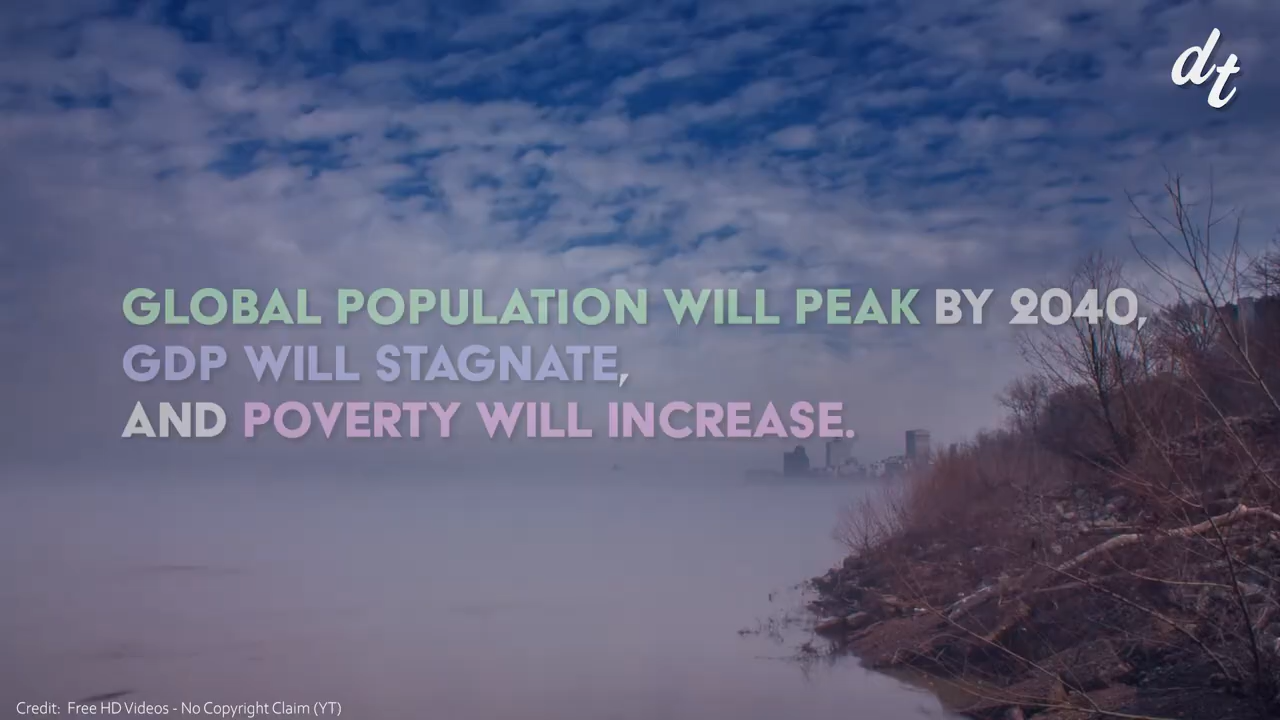 dt
GLOBAL POPULATION WILL PEAK BY 2040,
GDP WILL STAGNATE,
AND POVERTY WILL INCREASE.
Credit: Free HD Videos - No Copyright Claim (YT)